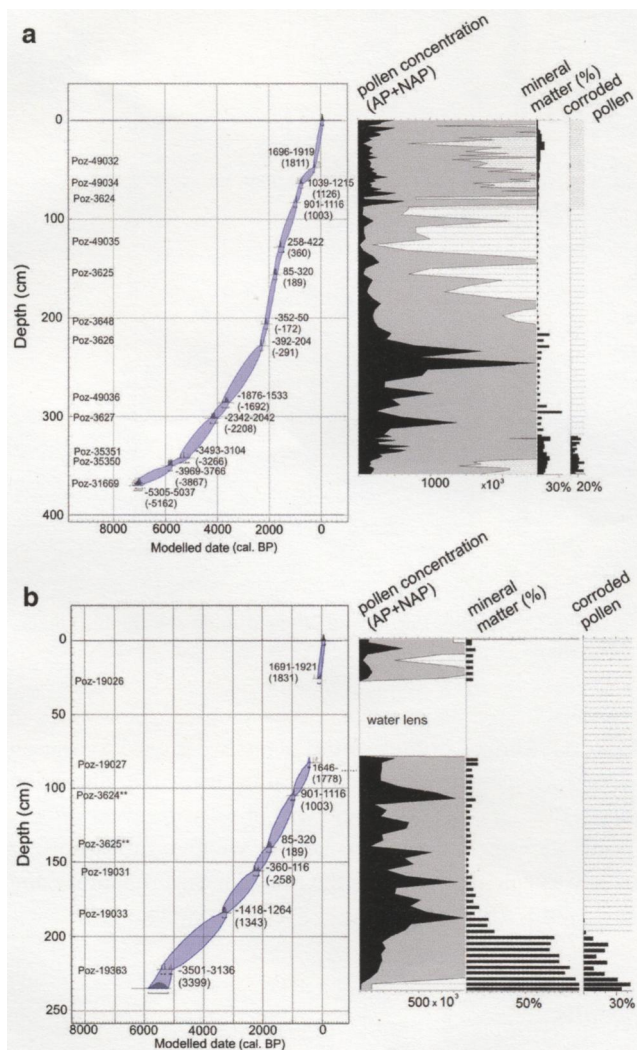 a
pollen concentration
(AP+NAP)
mineral
matter (%)
corroded
pollen
0
100
200
300
400
Depth (cm)
Poz-49032
Poz-49034
Poz-3624
Poz-49035
Poz-3625
Poz-3648
Poz-3626
Poz-49036
Poz-3627
Poz-35351
Poz-35350
Poz-31669
1696-1919
(1811)
1039-1215
(1126)
901-1116
(1003)
258-422
(360)
85-320
(189)
-352-50
(-172)
-392-204
(-291)
-1876-1533
(-1692)
-2342-2042
(-2208)
-3493-3104
(-3266)
-3969-3766
(-3867)
-5305-5037
(-5162)
8000 6000 4000 2000 0
Modelled date (cal. BP)
1000 x10³ 30% 20%
b
pollen concentration
(AP+NAP)
mineral
matter (%)
corroded
pollen
0
50
100
150
200
250
Depth (cm)
Poz-19026
Poz-19027
Poz-3624**
Poz-3625**
Poz-19031
Poz-19033
Poz-19363
1691-1921
(1831)
water lens
1646-
(1778)
901-1116
(1003)
85-320
(189)
-360-116
(-258)
-1418-1264
(1343)
-3501-3136
(3399)
8000 6000 4000 2000 0
Modelled date (cal. BP)
500 x 10³ 50% 30%